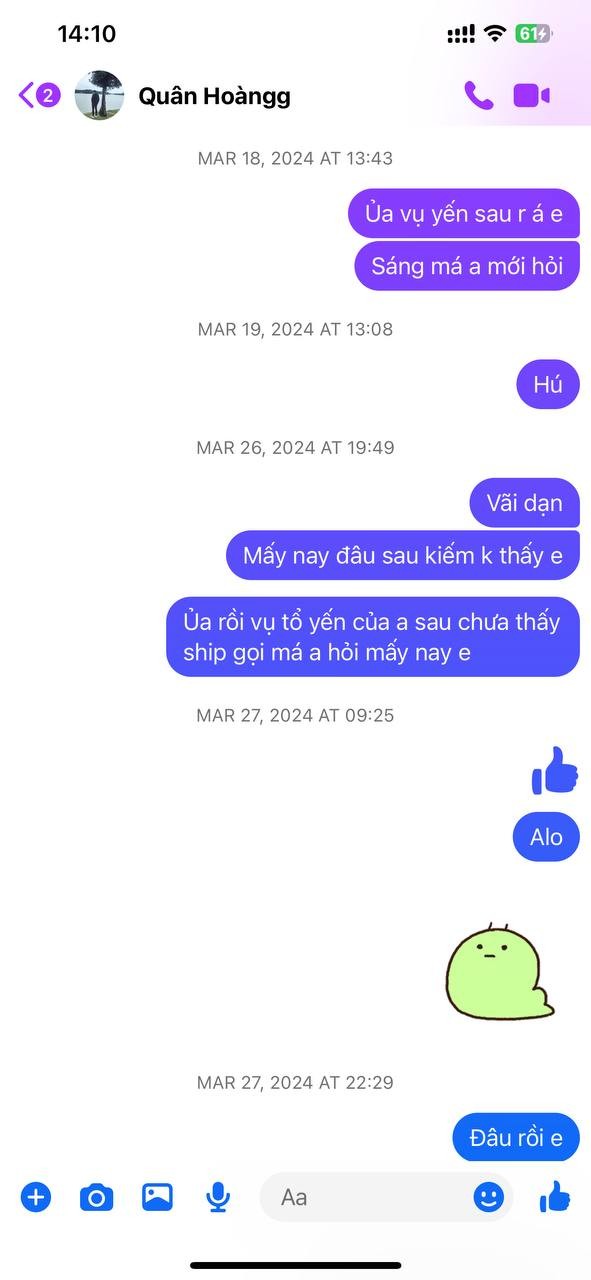 14:10
61
2
Quân Hoàngg
MAR 18, 2024 AT 13:43
Ủa vụ yến sau r á e
Sáng má a mới hỏi
MAR 19, 2024 AT 13:08
Hú
MAR 26, 2024 AT 19:49
Vãi dạn
Mấy nay đâu sau kiếm k thấy e
Ủa rồi vụ tổ yến của a sau chưa thấy
ship gọi má a hỏi mấy nay e
MAR 27, 2024 AT 09:25
Alo
MAR 27, 2024 AT 22:29
Đâu rồi e
Aa